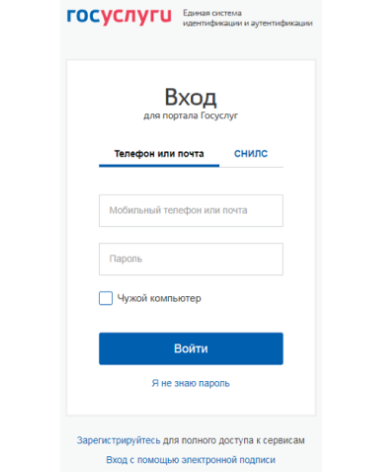 госуслуги Единая система
идентификации и аутентификации
Вход
для портала Госуслуг
Телефон или почта СНИЛС
Мобильный телефон или почта
Пароль
Чужой компьютер
Войти
Я не знаю пароль
Зарегистрируйтесь для полного доступа к сервисам
Вход с помощью электронной подписи